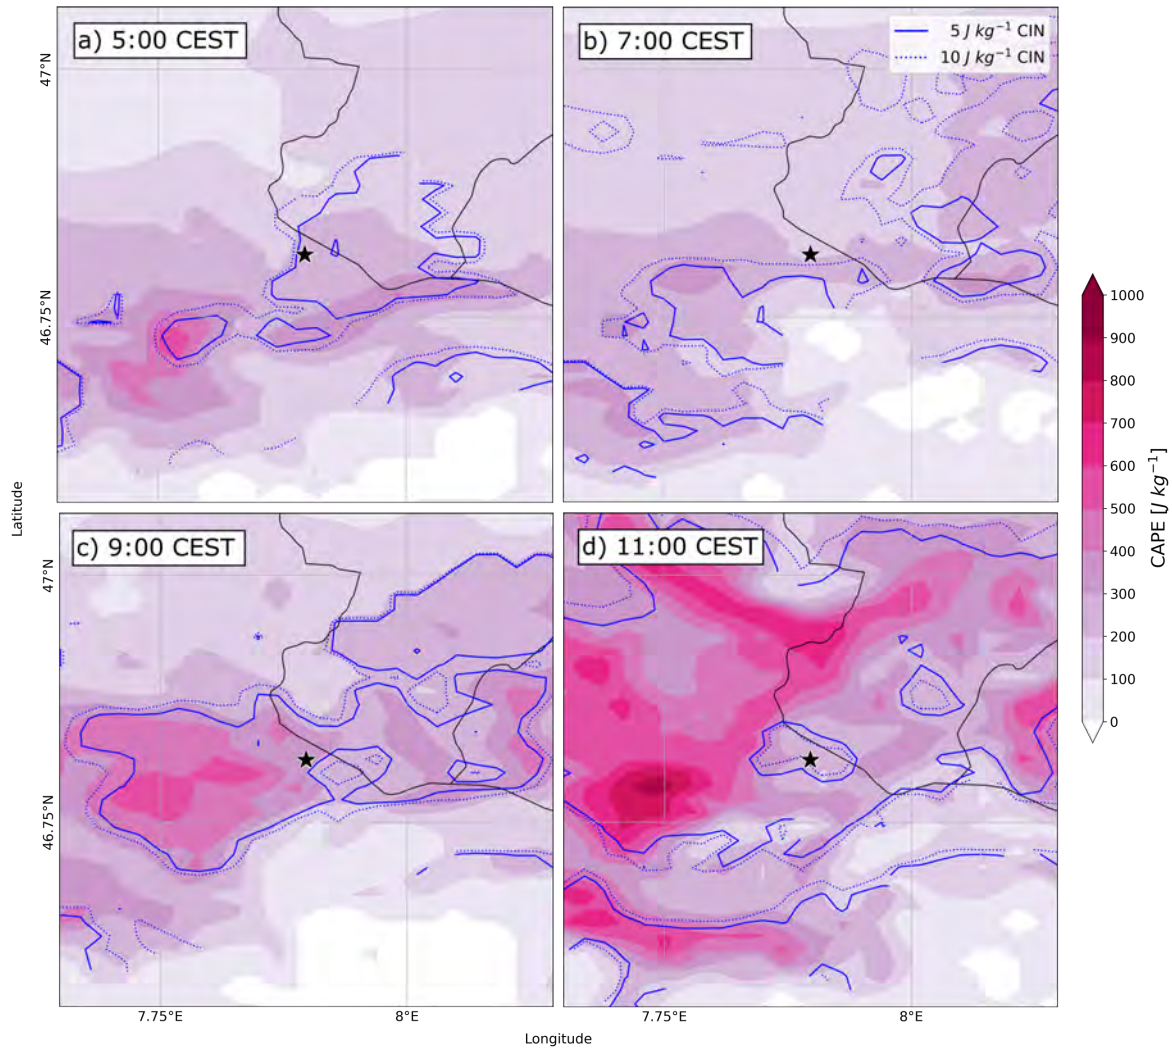 a) 5:00 CEST
b) 7:00 CEST
5 J kg⁻¹ CIN
10 J kg⁻¹ CIN
47°N
46.75°N
c) 9:00 CEST
d) 11:00 CEST
47°N
46.75°N
7.75°E
8°E
7.75°E
8°E
Latitude
Longitude
1000
900
800
700
600
500
400
300
200
100
0
CAPE [J kg⁻¹]